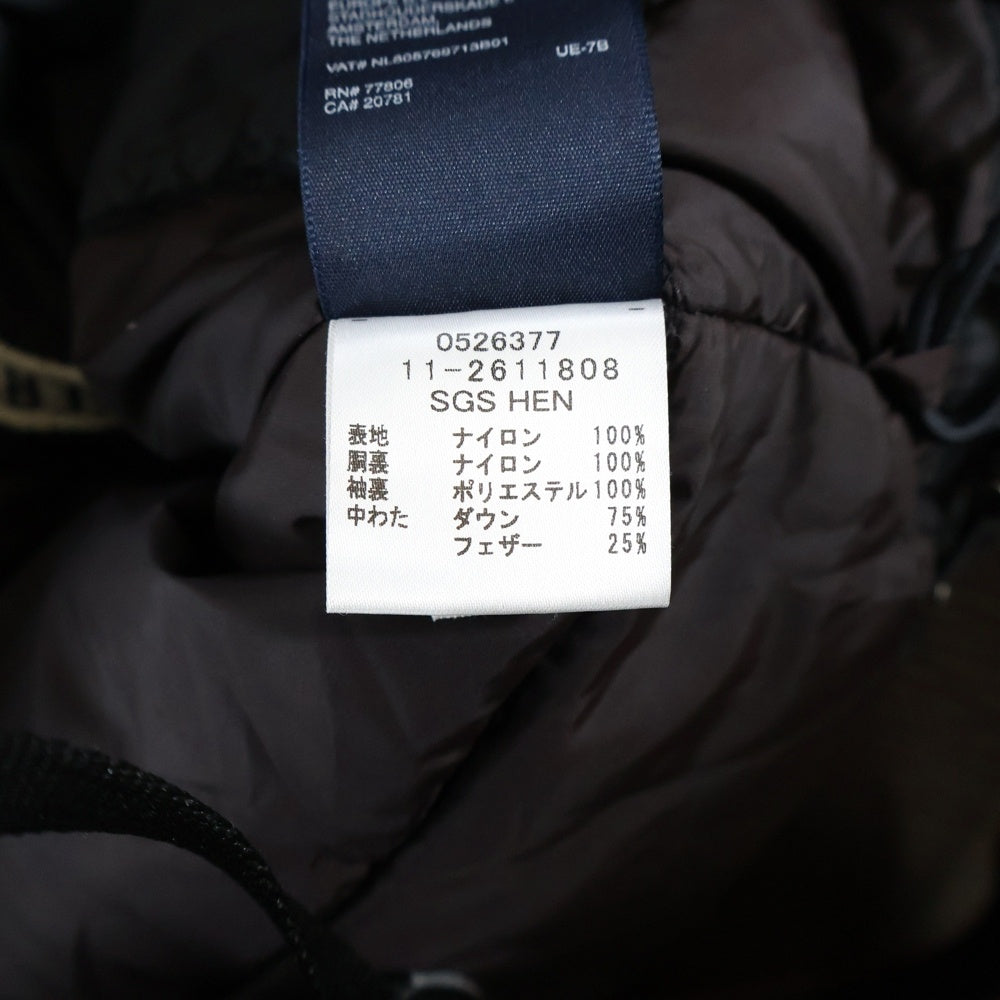 AMSTERDAM
THE NETHERLANDS
VAT# NL805769713B01
UE-7B
RN# 77806
CA# 20781
0526377
11-2611808
SGS HEN
表地 ナイロン 100%
胴裏 ナイロン 100%
袖裏 ポリエステル 100%
中わた ダウン 75%
フェザー 25%